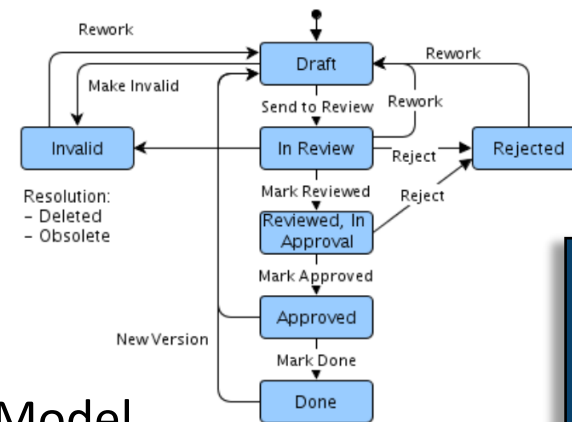 Rework
Draft
Rework
Make Invalid
Send to Review
Rework
Invalid
In Review
Reject
Rejected
Resolution:
– Deleted
– Obsolete
Mark Reviewed
Reject
Reviewed, In
Approval
Mark Approved
Approved
New Version
Mark Done
Done
Model